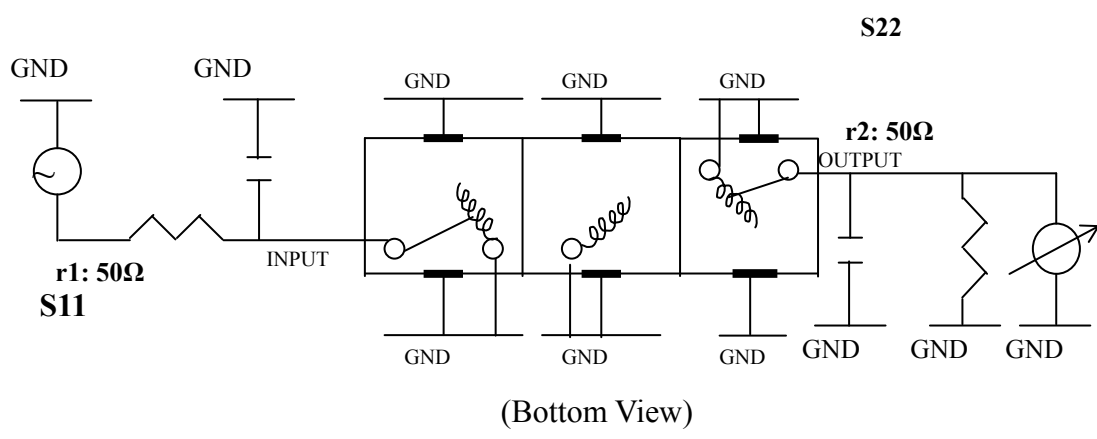 S22
GND
GND
GND
GND
GND
r2: 50Ω
OUTPUT
INPUT
r1: 50Ω
S11
GND
GND
GND
GND
GND
GND
(Bottom View)